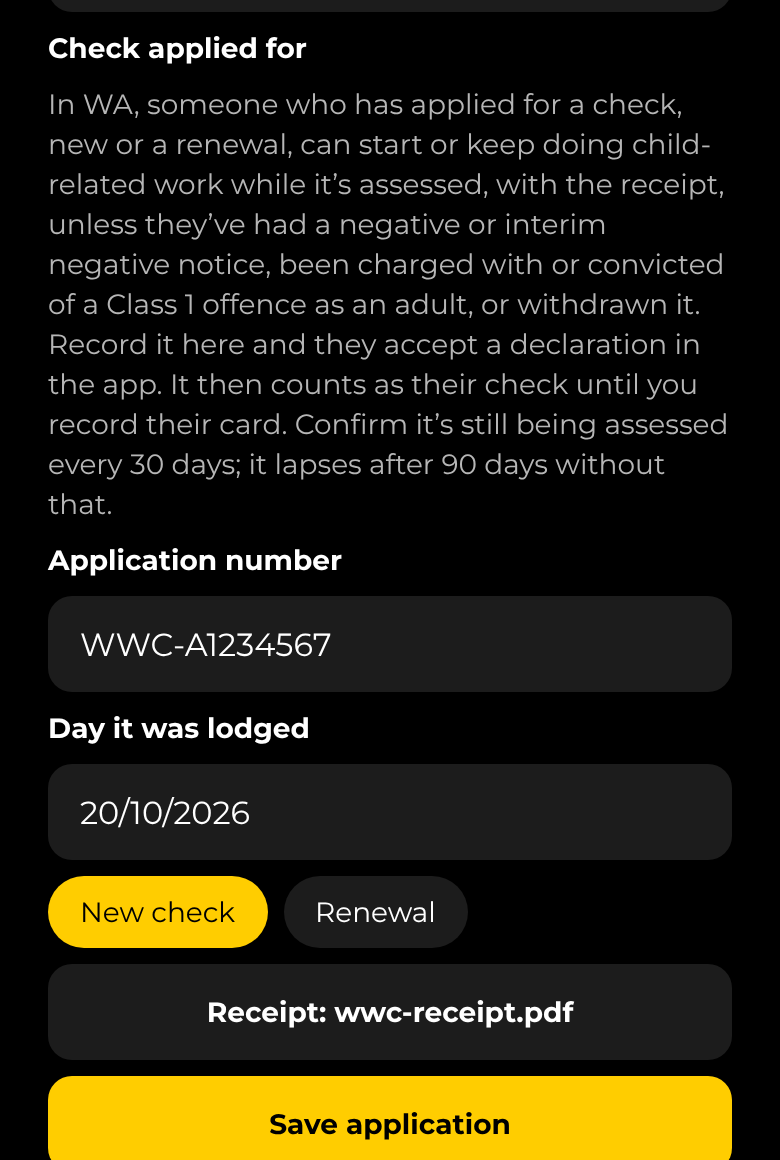 Check applied for
In WA, someone who has applied for a check,
new or a renewal, can start or keep doing child-
related work while it’s assessed, with the receipt,
unless they’ve had a negative or interim
negative notice, been charged with or convicted
of a Class 1 offence as an adult, or withdrawn it.
Record it here and they accept a declaration in
the app. It then counts as their check until you
record their card. Confirm it’s still being assessed
every 30 days; it lapses after 90 days without
that.
Application number
WWC-A1234567
Day it was lodged
20/10/2026
New check
Renewal
Receipt: wwc-receipt.pdf
Save application